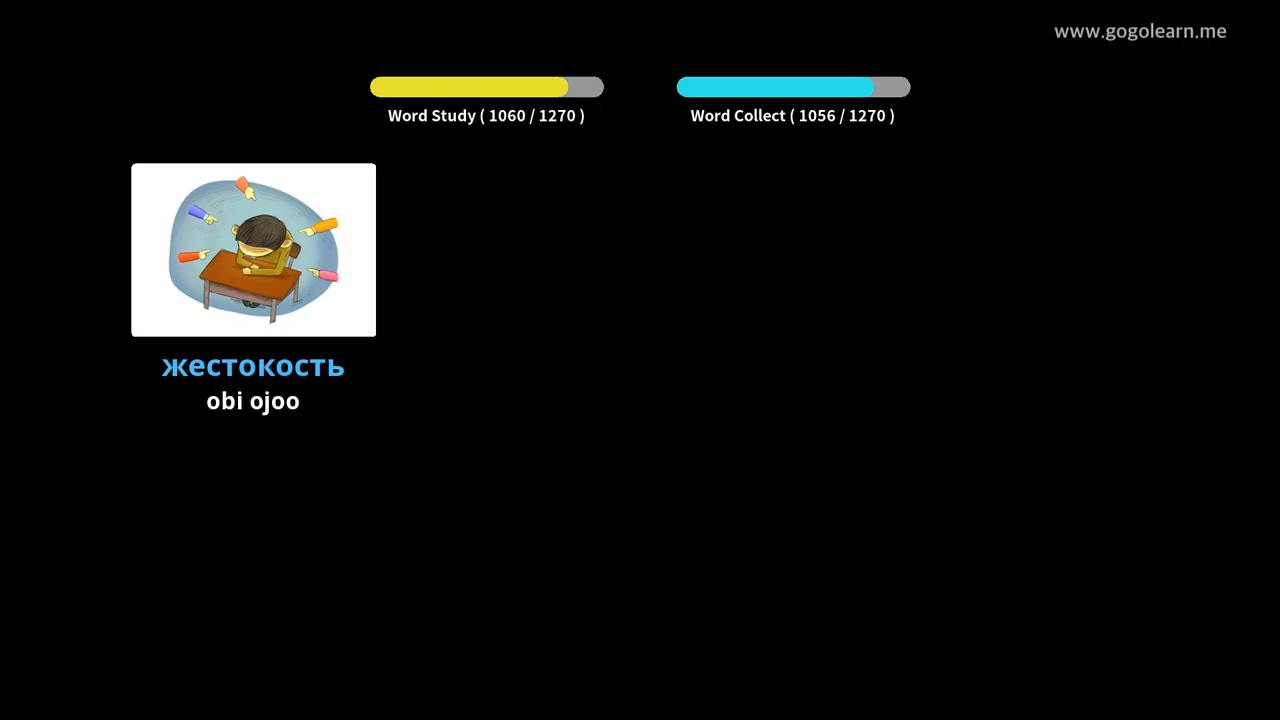 www.gogolearn.me
Word Study ( 1060 / 1270 )
Word Collect ( 1056 / 1270 )
жестокость
obi ojoo